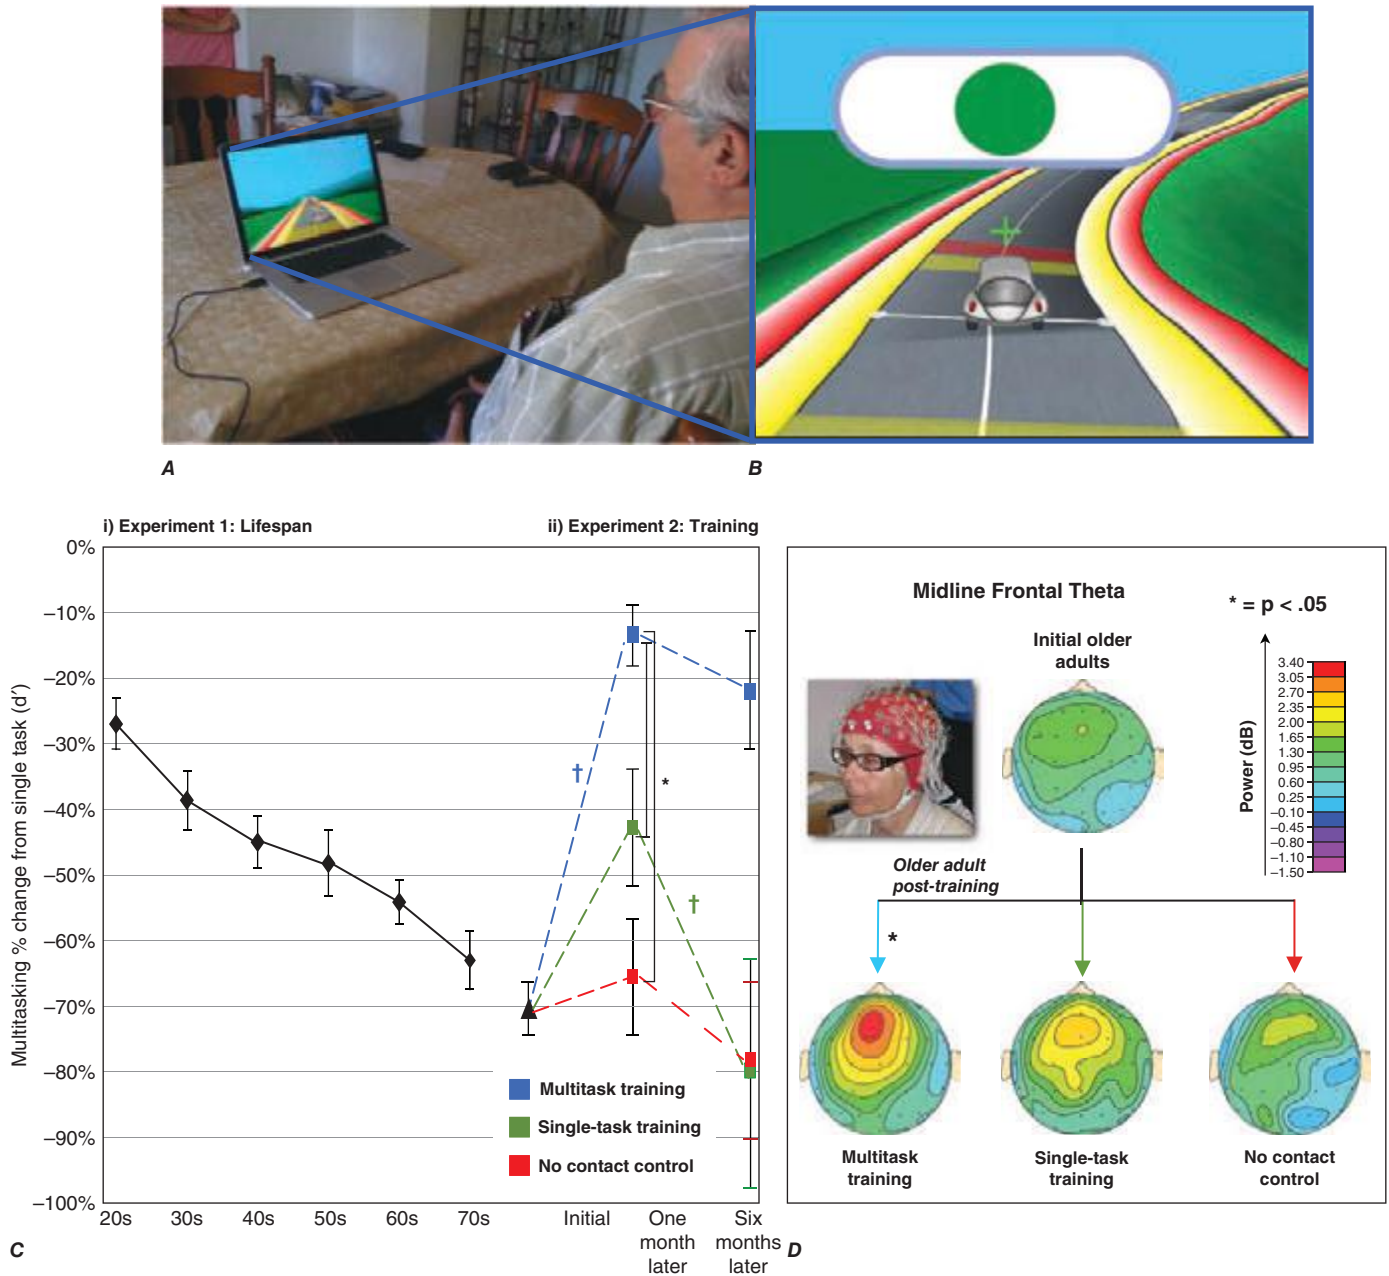 A
B
i) Experiment 1: Lifespan
ii) Experiment 2: Training
Multitasking % change from single task (d′)
0%
–10%
–20%
–30%
–40%
–50%
–60%
–70%
–80%
–90%
–100%
†
*
†
Multitask training
Single-task training
No contact control
20s
30s
40s
50s
60s
70s
Initial
One
month
later
Six
months
later
C
Midline Frontal Theta
* = p < .05
Initial older
adults
Power (dB)
3.40
3.05
2.70
2.35
2.00
1.65
1.30
0.95
0.60
0.25
–0.10
–0.45
–0.80
–1.10
–1.50
Older adult
post-training
*
Multitask
training
Single-task
training
No contact
control
D